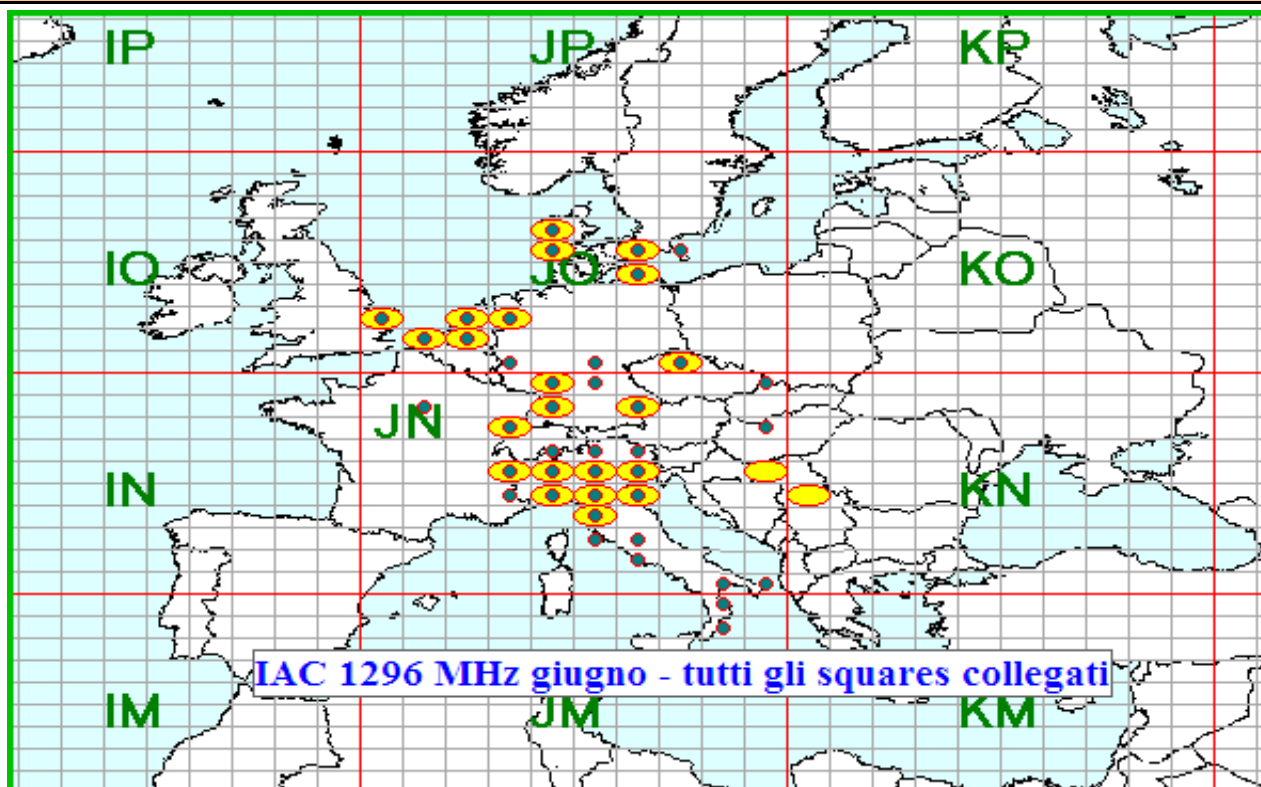 IP JP KP
IO JO KO
JN
IN KN
IAC 1296 MHz giugno - tutti gli squares collegati
IM JM KM